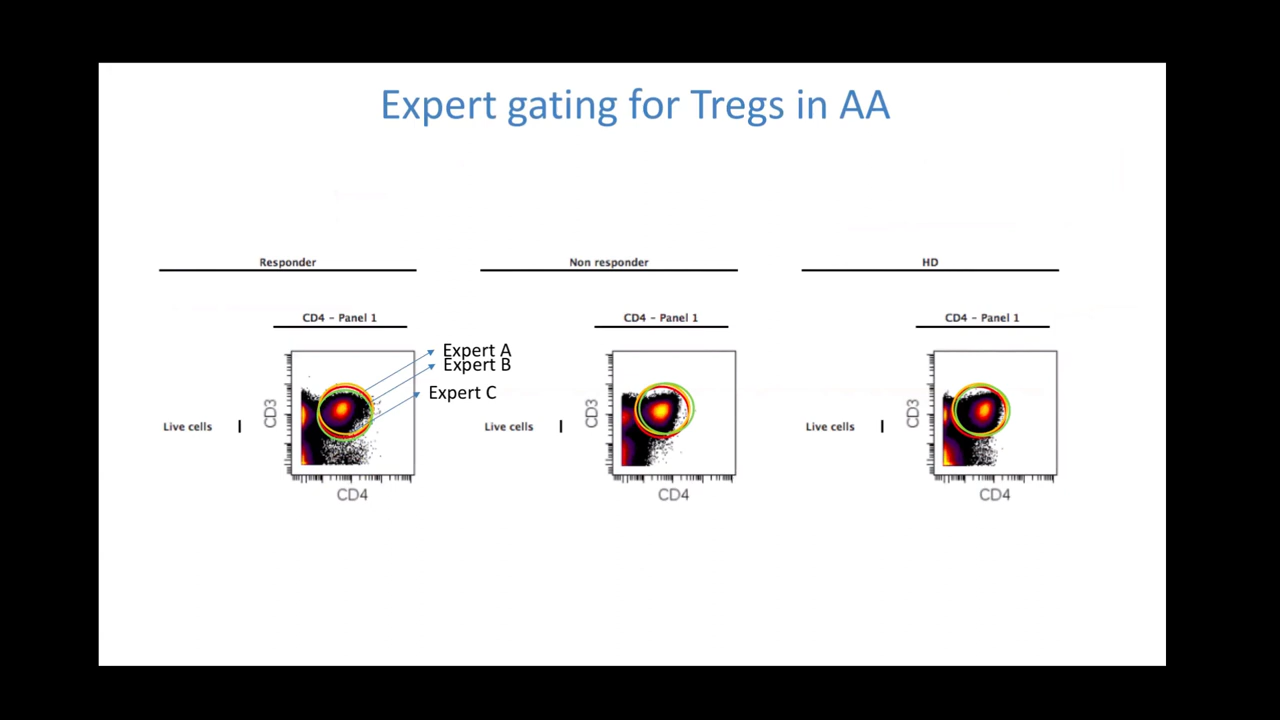 Expert gating for Tregs in AA
Responder
Non responder
HD
CD4 - Panel 1
CD4 - Panel 1
CD4 - Panel 1
Expert A
Expert B
Expert C
CD3
CD3
CD3
Live cells
Live cells
Live cells
CD4
CD4
CD4